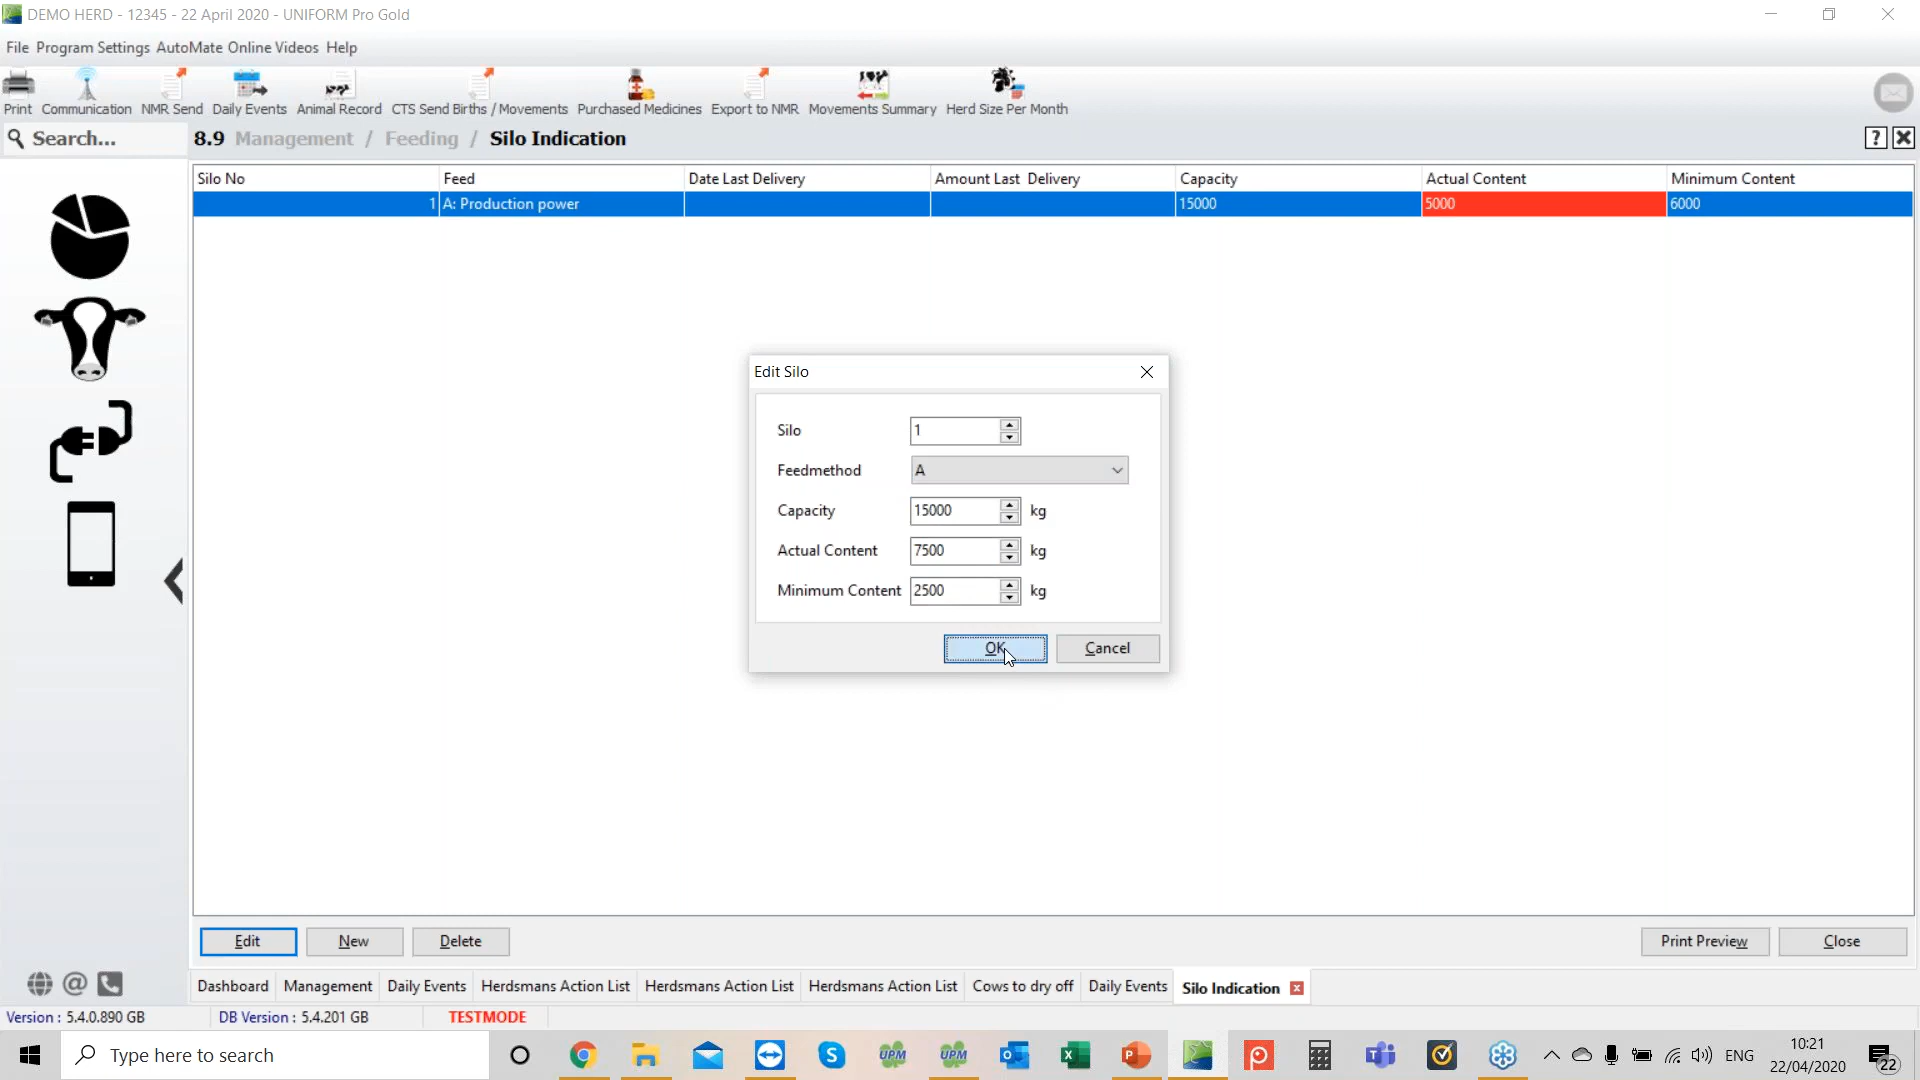 DEMO HERD - 12345 - 22 April 2020 - UNIFORM Pro Gold
File Program Settings AutoMate Online Videos Help
Print Communication NMR Send Daily Events Animal Record CTS Send Births / Movements Purchased Medicines Export to NMR Movements Summary Herd Size Per Month
Search... 8.9 Management / Feeding / Silo Indication ?
Silo No Feed Date Last Delivery Amount Last Delivery Capacity Actual Content Minimum Content
1 A: Production power 15000 5000 6000
Edit Silo
Silo 1
Feedmethod A
Capacity 15000 kg
Actual Content 7500 kg
Minimum Content 2500 kg
OK Cancel
Edit New Delete Print Preview Close
Dashboard Management Daily Events Herdsmans Action List Herdsmans Action List Herdsmans Action List Cows to dry off Daily Events Silo Indication
Version : 5.4.0.890 GB DB Version : 5.4.201 GB TESTMODE
Type here to search UPM UPM ENG 10:21
22/04/2020 22